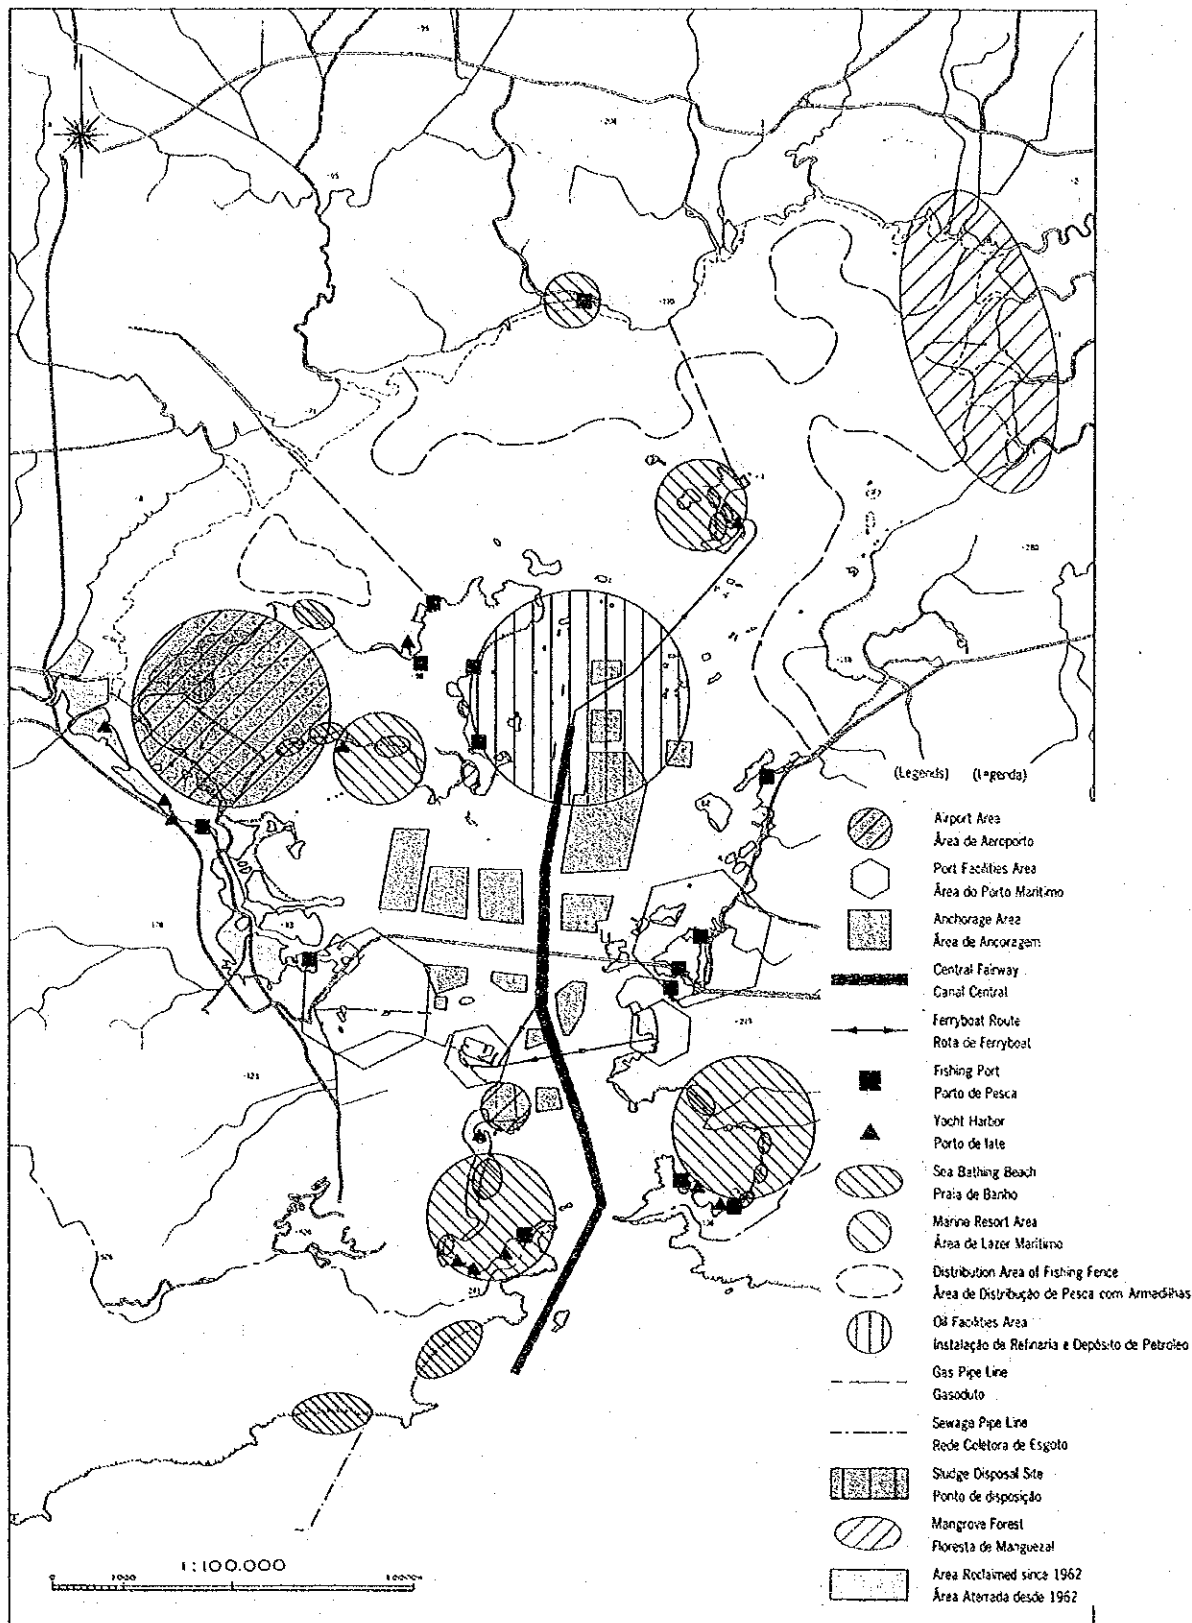 (Legends) (Legenda)
Airport Area
Área de Aeroporto
Port Facilities Area
Área do Porto Marítimo
Anchorage Area
Área de Ancoragem
Central Fairway
Canal Central
Ferryboat Route
Rota de Ferryboat
Fishing Port
Porto de Pesca
Yacht Harbor
Porto de Iate
Sea Bathing Beach
Praia de Banho
Marine Resort Area
Área de Lazer Marítimo
Distribution Area of Fishing Fence
Área de Distribução de Pesca com Armadilhas
Oil Facilities Area
Instalação de Refinaria e Depósito de Petroleo
Gas Pipe Line
Gasoduto
Sewage Pipe Line
Rede Coletora de Esgoto
Sludge Disposal Site
Ponto de disposição
Mangrove Forest
Floresta de Manguezal
Area Reclaimed since 1962
Área Aterrada desde 1962
1:100.000